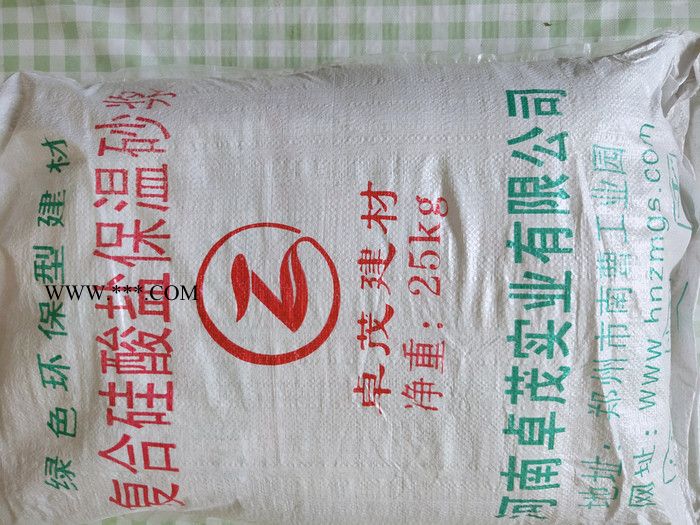 绿色环保型建材
复合硅酸盐保温砂浆
卓茂建材
净重:25kg
河南卓茂实业有限公司
地址:郑州市南曹工业园
网址:www.hnzmgs.com
WWW.***.COM